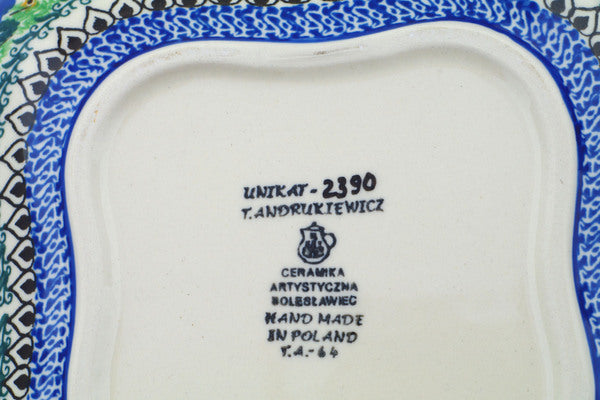 UNIKAT - 2390
T. ANDRUKIEWICZ
CERAMIKA
ARTYSTYCZNA
BOLESŁAWIEC
HAND MADE
IN POLAND
T.A.-64